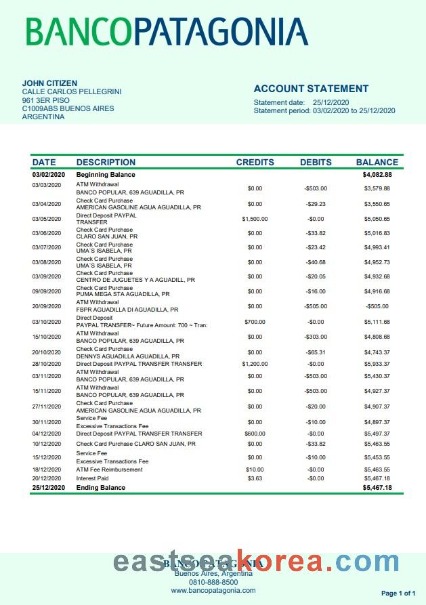 BANCOPATAGONIA
JOHN CITIZEN
CALLE CARLOS PELLEGRINI
961 3ER PISO
C1009ABS BUENOS AIRES
ARGENTINA
ACCOUNT STATEMENT
Statement date: 25/12/2020
Statement period: 03/02/2020 to 25/12/2020
DATE DESCRIPTION CREDITS DEBITS BALANCE
03/02/2020 Beginning Balance $4,082.88
03/03/2020 ATM Withdrawal
BANCO POPULAR, 639 AGUADILLA, PR $0.00 -$503.00 $3,579.88
03/04/2020 Check Card Purchase
AMERICAN GASOLINE AGUA AGUADILLA, PR $0.00 -$29.23 $3,550.65
03/05/2020 Direct Deposit PAYPAL
TRANSFER $1,500.00 -$0.00 $5,050.65
03/06/2020 Check Card Purchase
CLARO SAN JUAN, PR $0.00 -$33.82 $5,016.83
03/07/2020 Check Card Purchase
UMA'S ISABELA, PR $0.00 -$23.42 $4,993.41
03/08/2020 Check Card Purchase
UMA'S ISABELA, PR $0.00 -$40.68 $4,952.73
03/09/2020 Check Card Purchase
CENTRO DE JUGUETES Y A AGUADILL, PR $0.00 -$20.05 $4,932.68
09/09/2020 Check Card Purchase
PUMA MEGA STA AGUADILLA, PR $0.00 -$16.00 $4,916.68
20/09/2020 ATM Withdrawal
FBPR AGUADILLA DI AGUADILLA, PR $0.00 -$505.00 -$505.00
03/10/2020 Direct Deposit
PAYPAL TRANSFER~ Future Amount: 700 ~ Tran: $700.00 -$0.00 $5,111.68
15/10/2020 ATM Withdrawal
BANCO POPULAR, 639 AGUADILLA, PR $0.00 -$303.00 $4,808.68
20/10/2020 Check Card Purchase
DENNYS AGUADILLA AGUADILLA, PR $0.00 -$65.31 $4,743.37
28/10/2020 Direct Deposit PAYPAL TRANSFER TRANSFER $1,200.00 -$0.00 $5,933.37
03/11/2020 ATM Withdrawal
BANCO POPULAR, 639 AGUADILLA, PR $0.00 -$503.00 $5,430.37
15/11/2020 ATM Withdrawal
BANCO POPULAR, 639 AGUADILLA, PR $0.00 -$503.00 $4,927.37
27/11/2020 Check Card Purchase
AMERICAN GASOLINE AGUA AGUADILLA, PR $0.00 -$20.00 $4,907.37
30/11/2020 Service Fee
Excessive Transactions Fee $0.00 -$10.00 $4,897.37
04/12/2020 Direct Deposit PAYPAL TRANSFER TRANSFER $600.00 -$0.00 $5,497.37
10/12/2020 Check Card Purchase CLARO SAN JUAN, PR $0.00 -$33.82 $5,463.55
15/12/2020 Service Fee
Excessive Transactions Fee $0.00 -$10.00 $5,453.55
18/12/2020 ATM Fee Reimbursement $10.00 -$0.00 $5,463.55
20/12/2020 Interest Paid $3.63 -$0.00 $5,467.18
25/12/2020 Ending Balance $5,467.18
BANCO PATAGONIA
eastseakorea.com
Buenos Aires, Argentina
0810-888-8500
www.bancopatagonia.com
Page 1 of 1